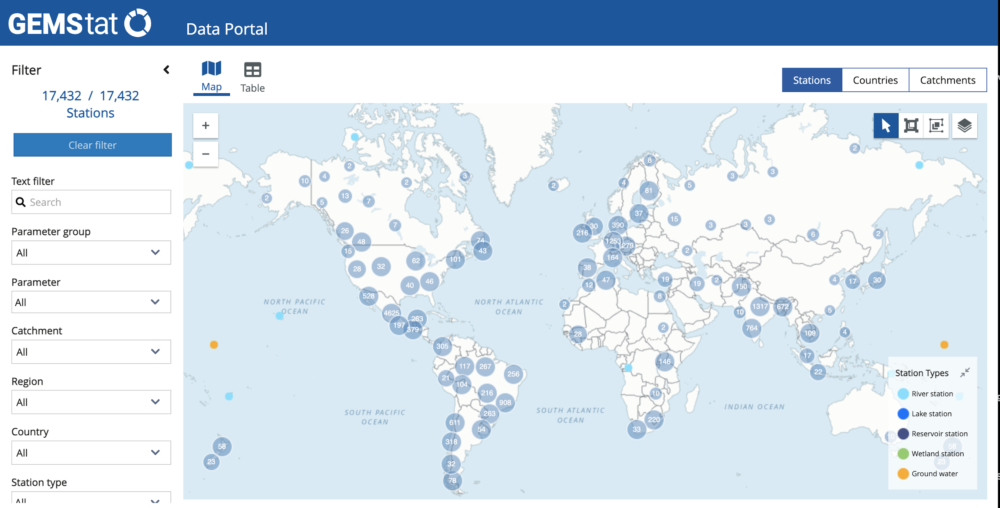 GEMStat
Data Portal
Filter
17,432 / 17,432
Stations
Clear filter
Text filter
Search
Parameter group
All
Parameter
All
Catchment
All
Region
All
Country
All
Station type
All
Map
Table
Stations
Countries
Catchments
+
−
2
8
2
10
4
3
3
3
2
2
4
5
81
2
13
5
7
37
15
3
3
3
30
390
7
216
26
6
2
48
74
1253
1279
43
15
2
164
62
101
32
28
38
19
47
4
17
30
2
46
40
12
19
150
528
8
NORTH PACIFIC
OCEAN
NORTH ATLANTIC
OCEAN
2
1317
672
10
5
4625
263
197
379
2
764
28
109
4
305
17
146
117
267
256
22
21
104
216
10
908
SOUTH PACIFIC
OCEAN
SOUTH ATLANTIC
OCEAN
INDIAN OCEAN
263
220
611
54
33
318
58
23
32
78
Station Types
River station
Lake station
10
Reservoir station
58
Wetland station
23
Ground water